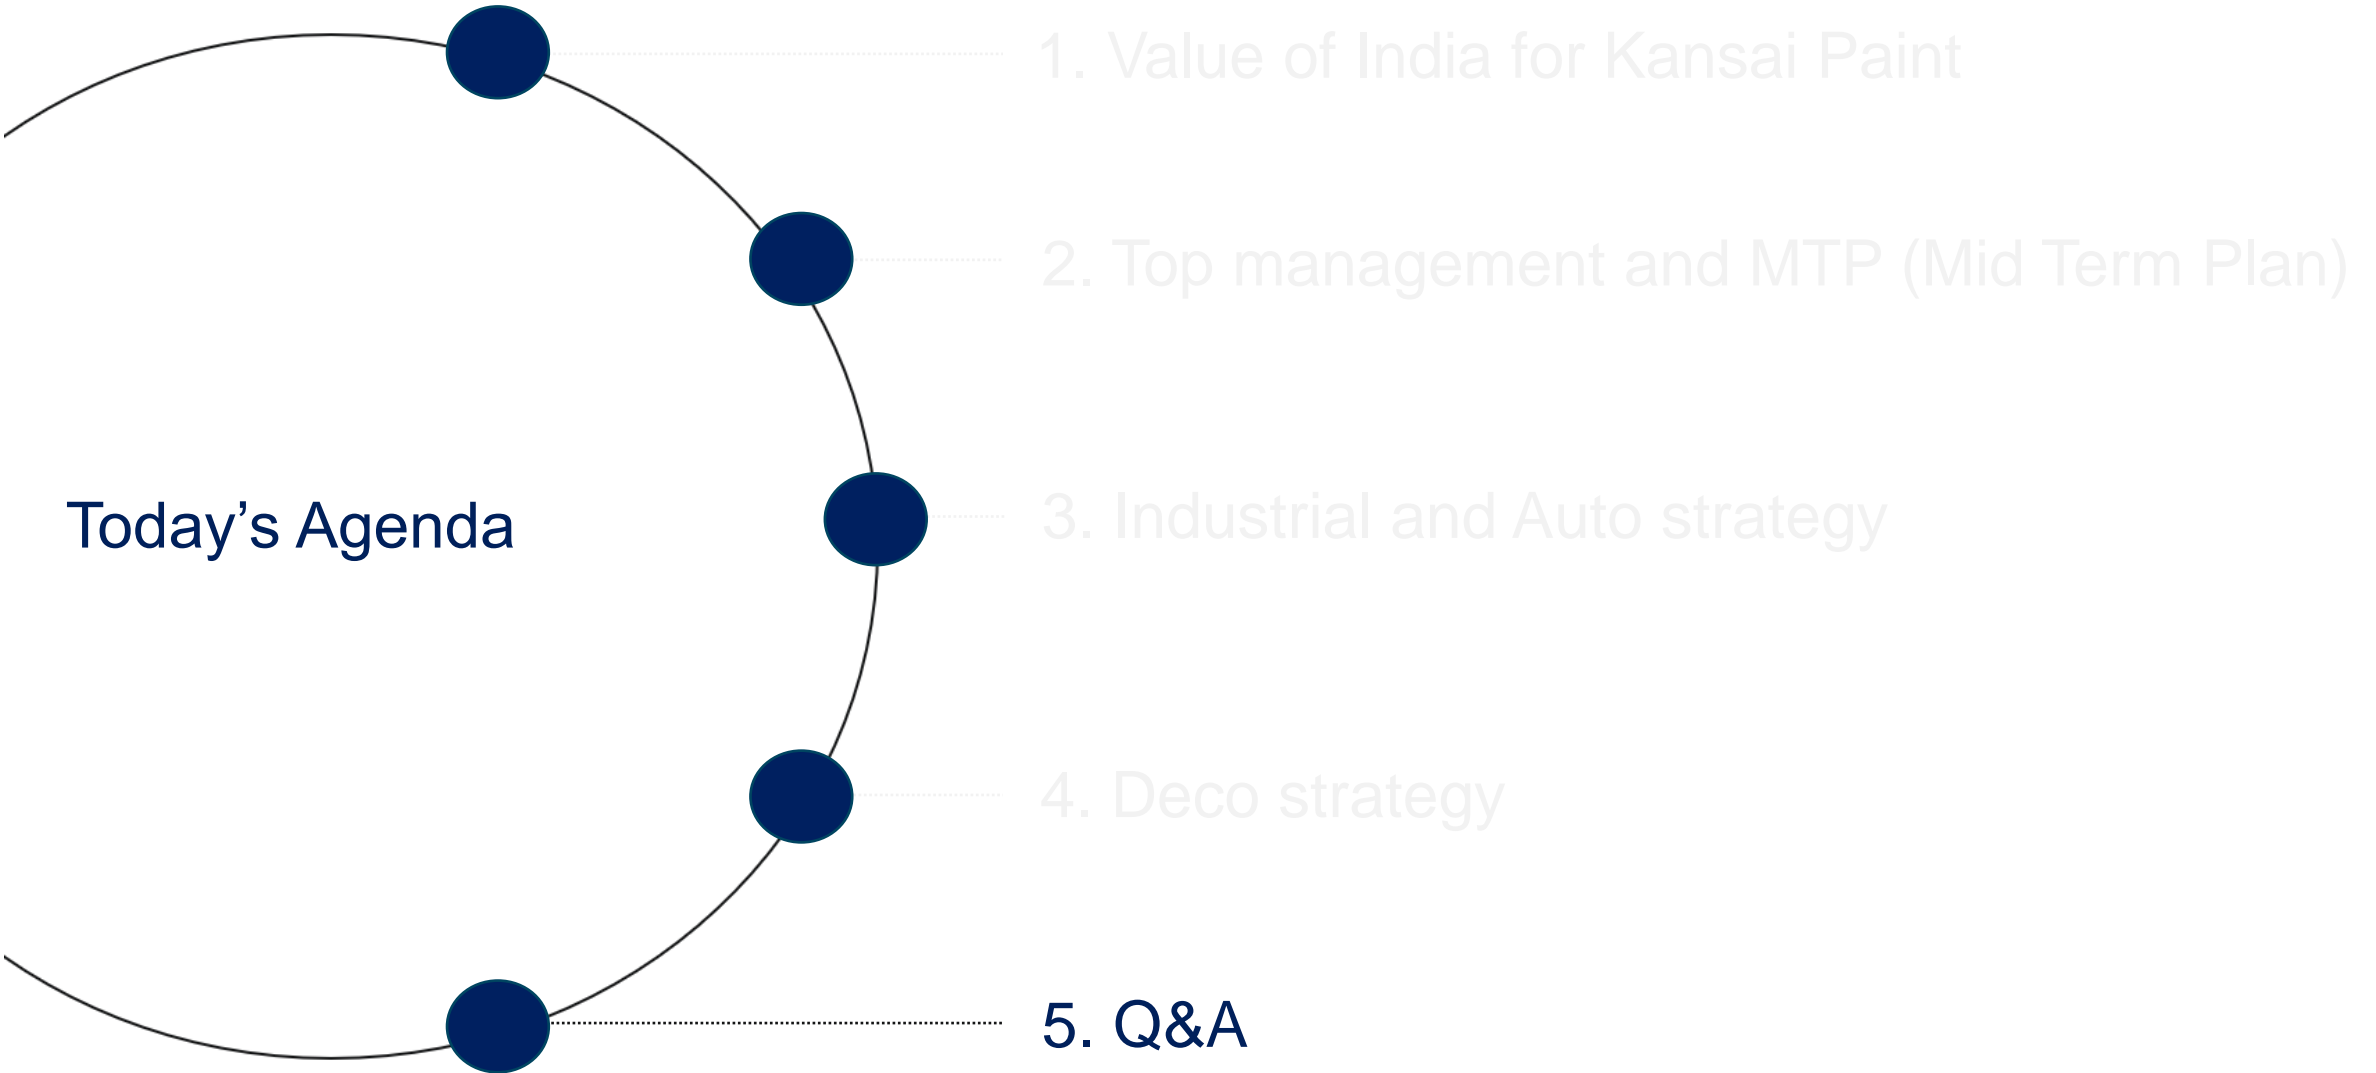 1. Value of India for Kansai Paint
2. Top management and MTP (Mid Term Plan)
Today’s Agenda
3. Industrial and Auto strategy
4. Deco strategy
5. Q&A